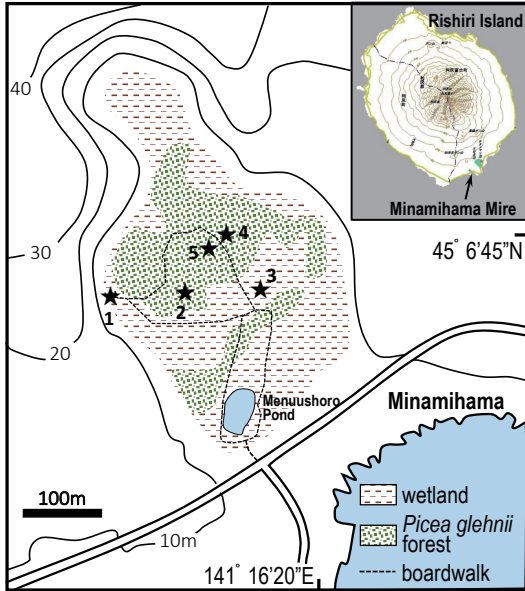 Rishiri Island
Minamihama Mire
45° 6'45"N
40
30
20
10m
1
2
3
4
5
Menuushoro
Pond
Minamihama
100m
wetland
Picea glehnii
forest
boardwalk
141° 16'20"E